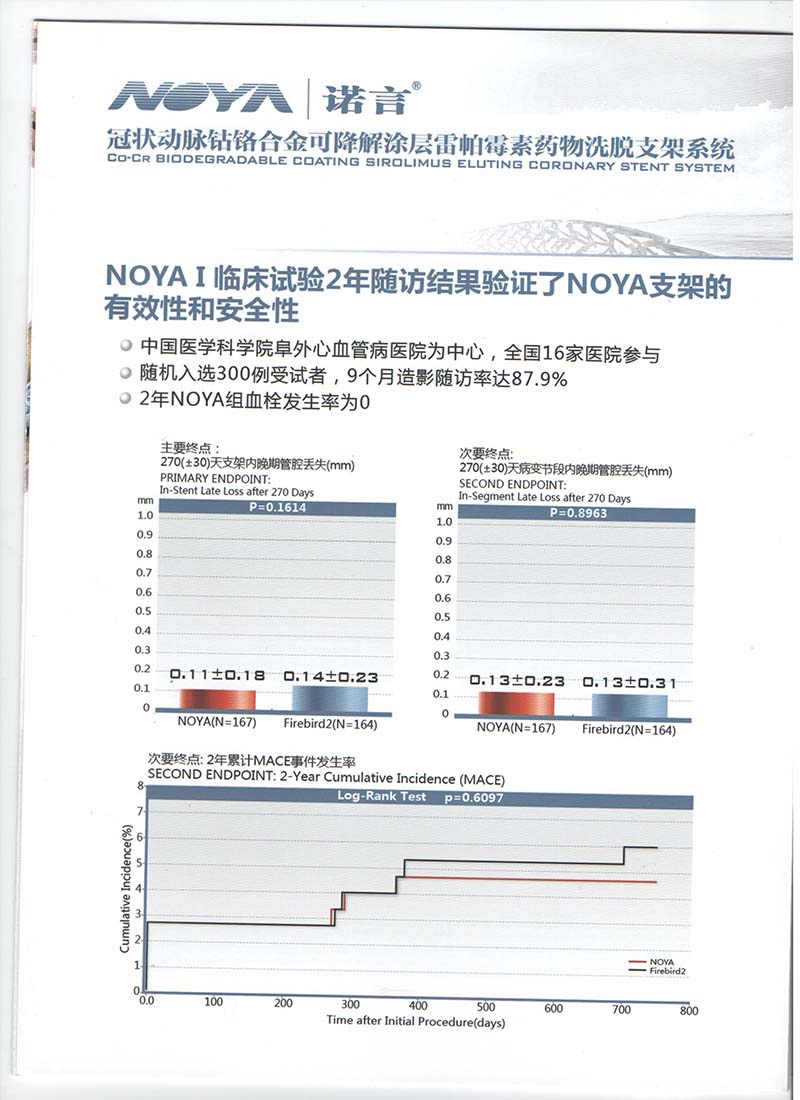 NOYA 诺言®
冠状动脉钴铬合金可降解涂层雷帕霉素药物洗脱支架系统
CO-CR BIODEGRADABLE COATING SIROLIMUS ELUTING CORONARY STENT SYSTEM
NOYA I 临床试验2年随访结果验证了NOYA支架的
有效性和安全性
中国医学科学院阜外心血管病医院为中心，全国16家医院参与
随机入选300例受试者，9个月造影随访率达87.9%
2年NOYA组血栓发生率为0
主要终点：
270(±30)天支架内晚期管腔丢失(mm)
PRIMARY ENDPOINT:
In-Stent Late Loss after 270 Days
mm
P=0.1614
1.0
0.9
0.8
0.7
0.6
0.5
0.4
0.3
0.2
0.1
0
0.11±0.18 0.14±0.23
NOYA(N=167) Firebird2(N=164)
次要终点:
270(±30)天病变节段内晚期管腔丢失(mm)
SECOND ENDPOINT:
In-Segment Late Loss after 270 Days
mm
P=0.8963
1.0
0.9
0.8
0.7
0.6
0.5
0.4
0.3
0.2
0.1
0
0.13±0.23 0.13±0.31
NOYA(N=167) Firebird2(N=164)
次要终点: 2年累计MACE事件发生率
SECOND ENDPOINT: 2-Year Cumulative Incidence (MACE)
Log-Rank Test p=0.6097
Cumulative Incidence(%)
8
7
6
5
4
3
2
1
0
NOYA
Firebird2
0.0 100 200 300 400 500 600 700 800
Time after Initial Procedure(days)